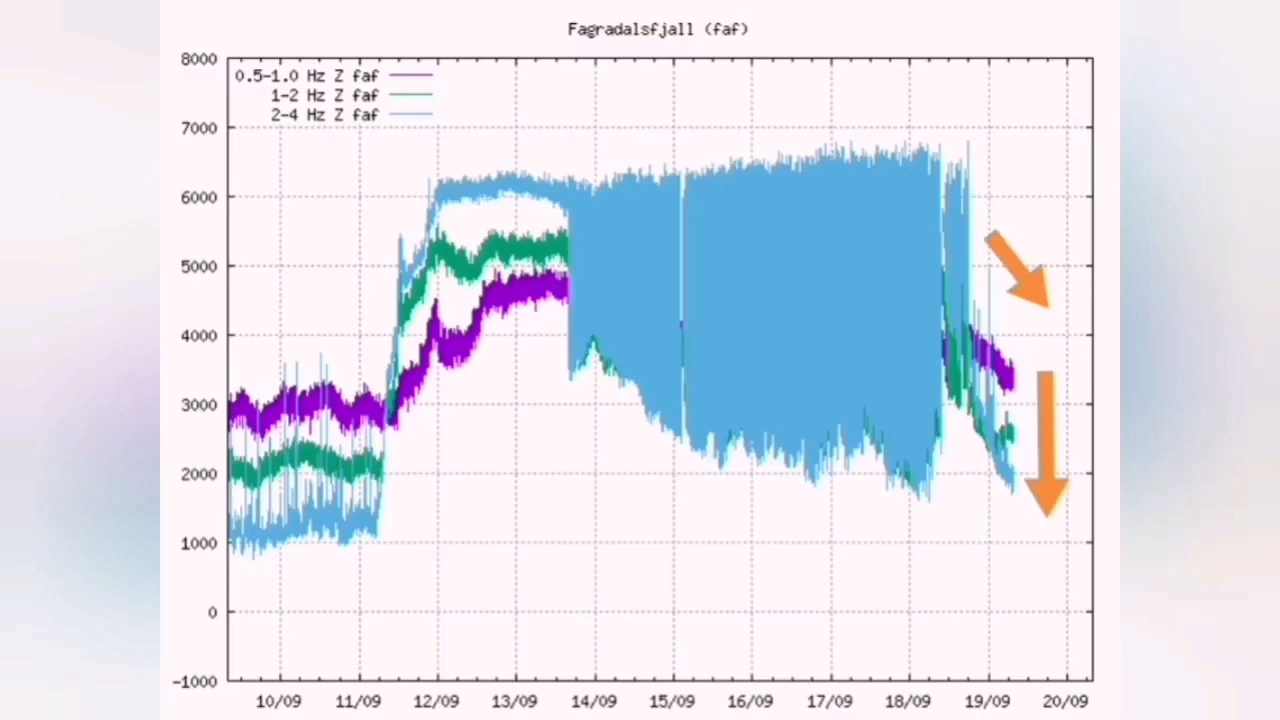 Fagradalsfjall (faf)
8000
0.5-1.0 Hz Z faf
1-2 Hz Z faf
2-4 Hz Z faf
7000
6000
5000
4000
3000
2000
1000
0
-1000
10/09 11/09 12/09 13/09 14/09 15/09 16/09 17/09 18/09 19/09 20/09